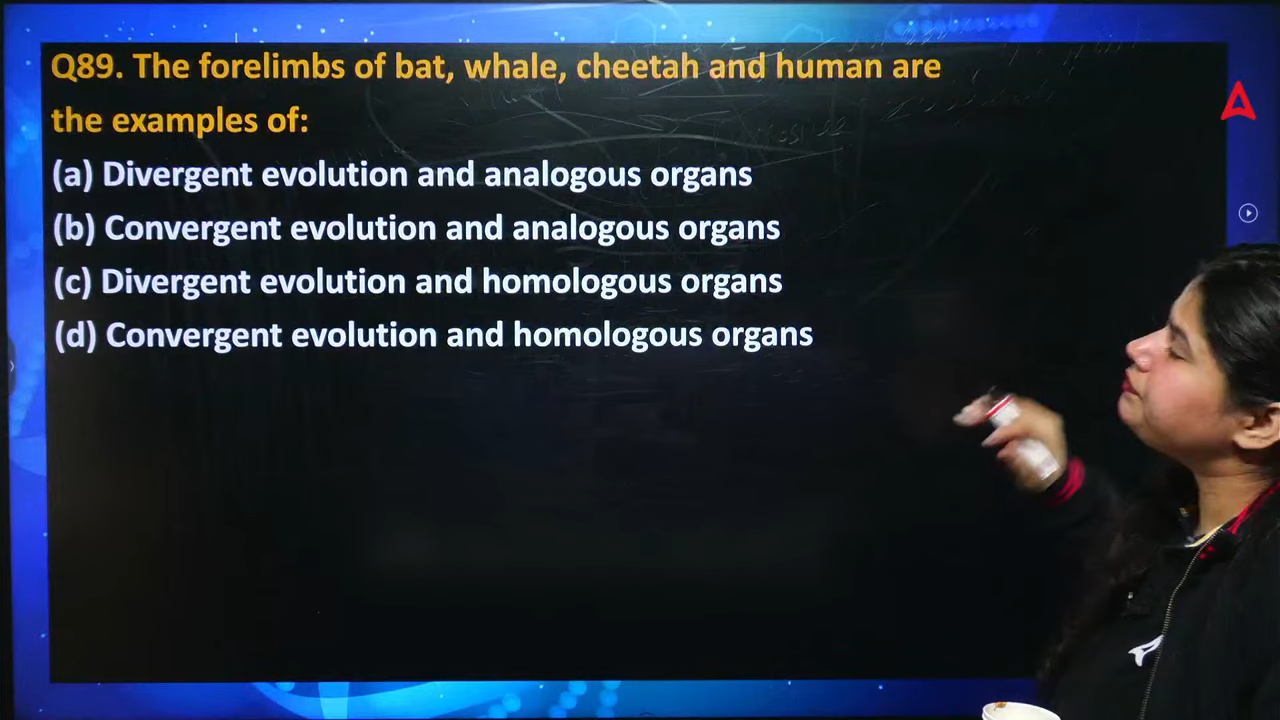 Q89. The forelimbs of bat, whale, cheetah and human are
the examples of:
(a) Divergent evolution and analogous organs
(b) Convergent evolution and analogous organs
(c) Divergent evolution and homologous organs
(d) Convergent evolution and homologous organs